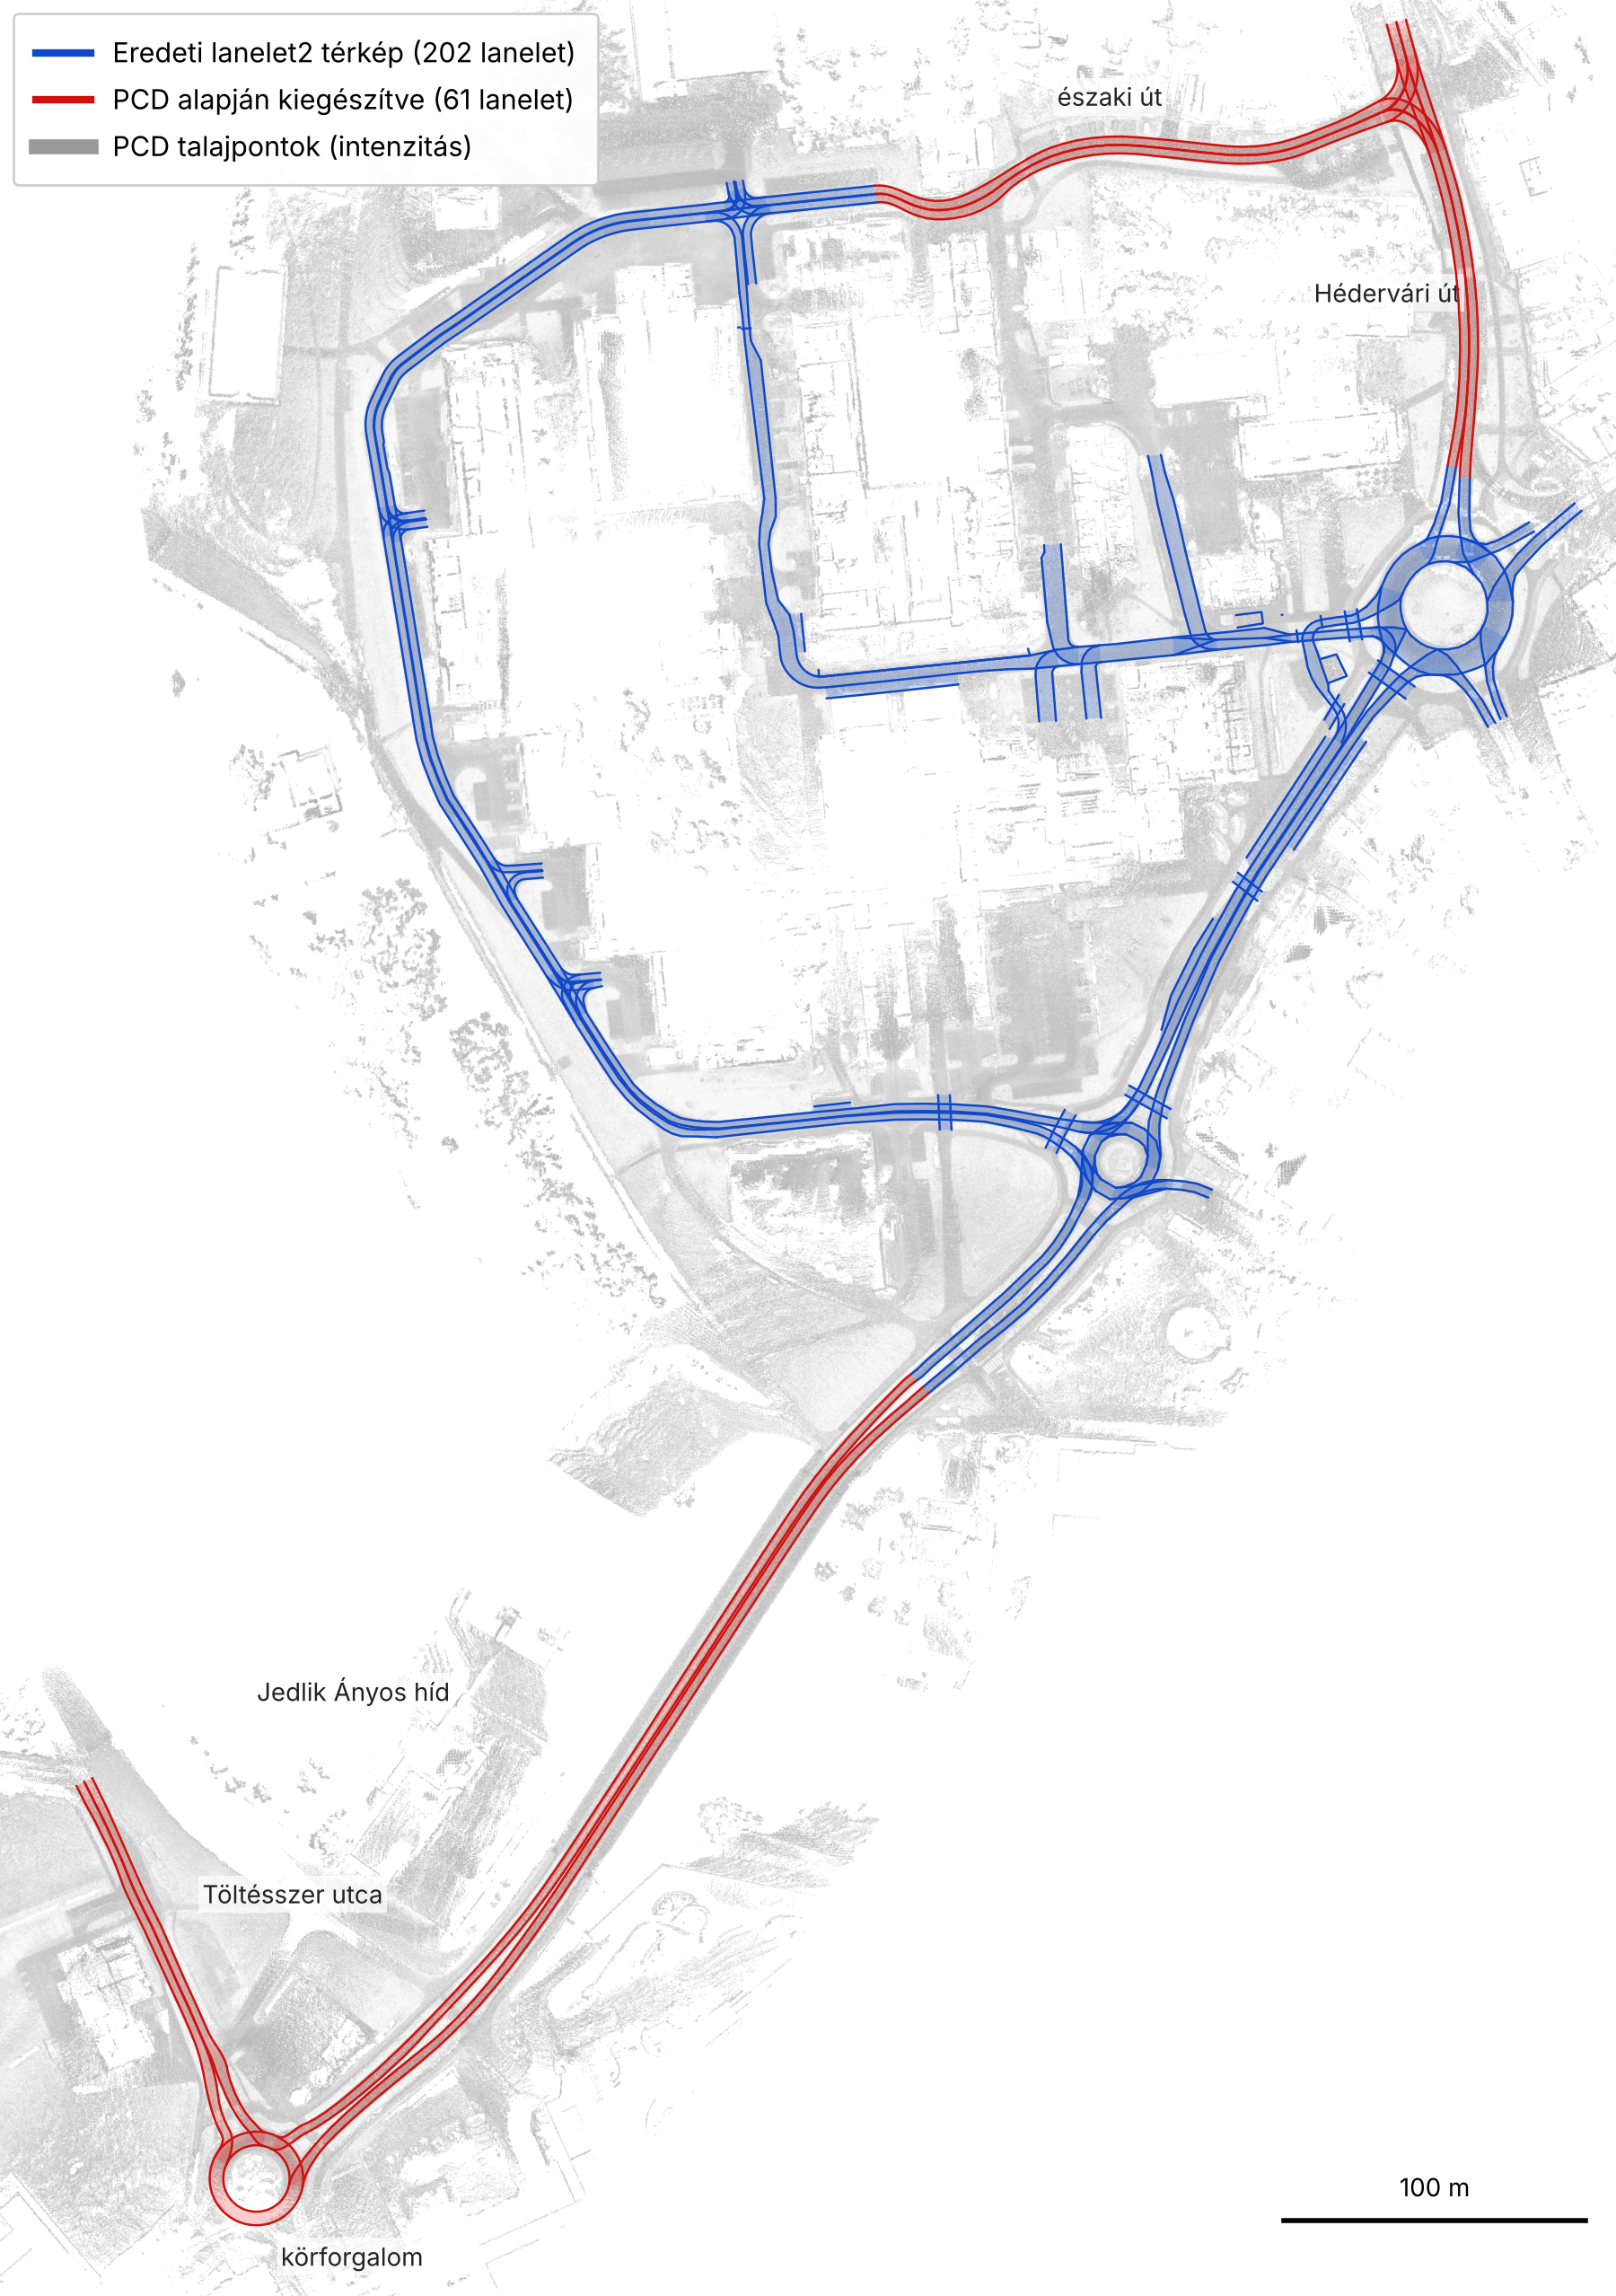 Eredeti lanelet2 térkép (202 lanelet)
PCD alapján kiegészítve (61 lanelet)
PCD talajpontok (intenzitás)
északi út
Hédervári út
Jedlik Ányos híd
Töltésszer utca
100 m
körforgalom